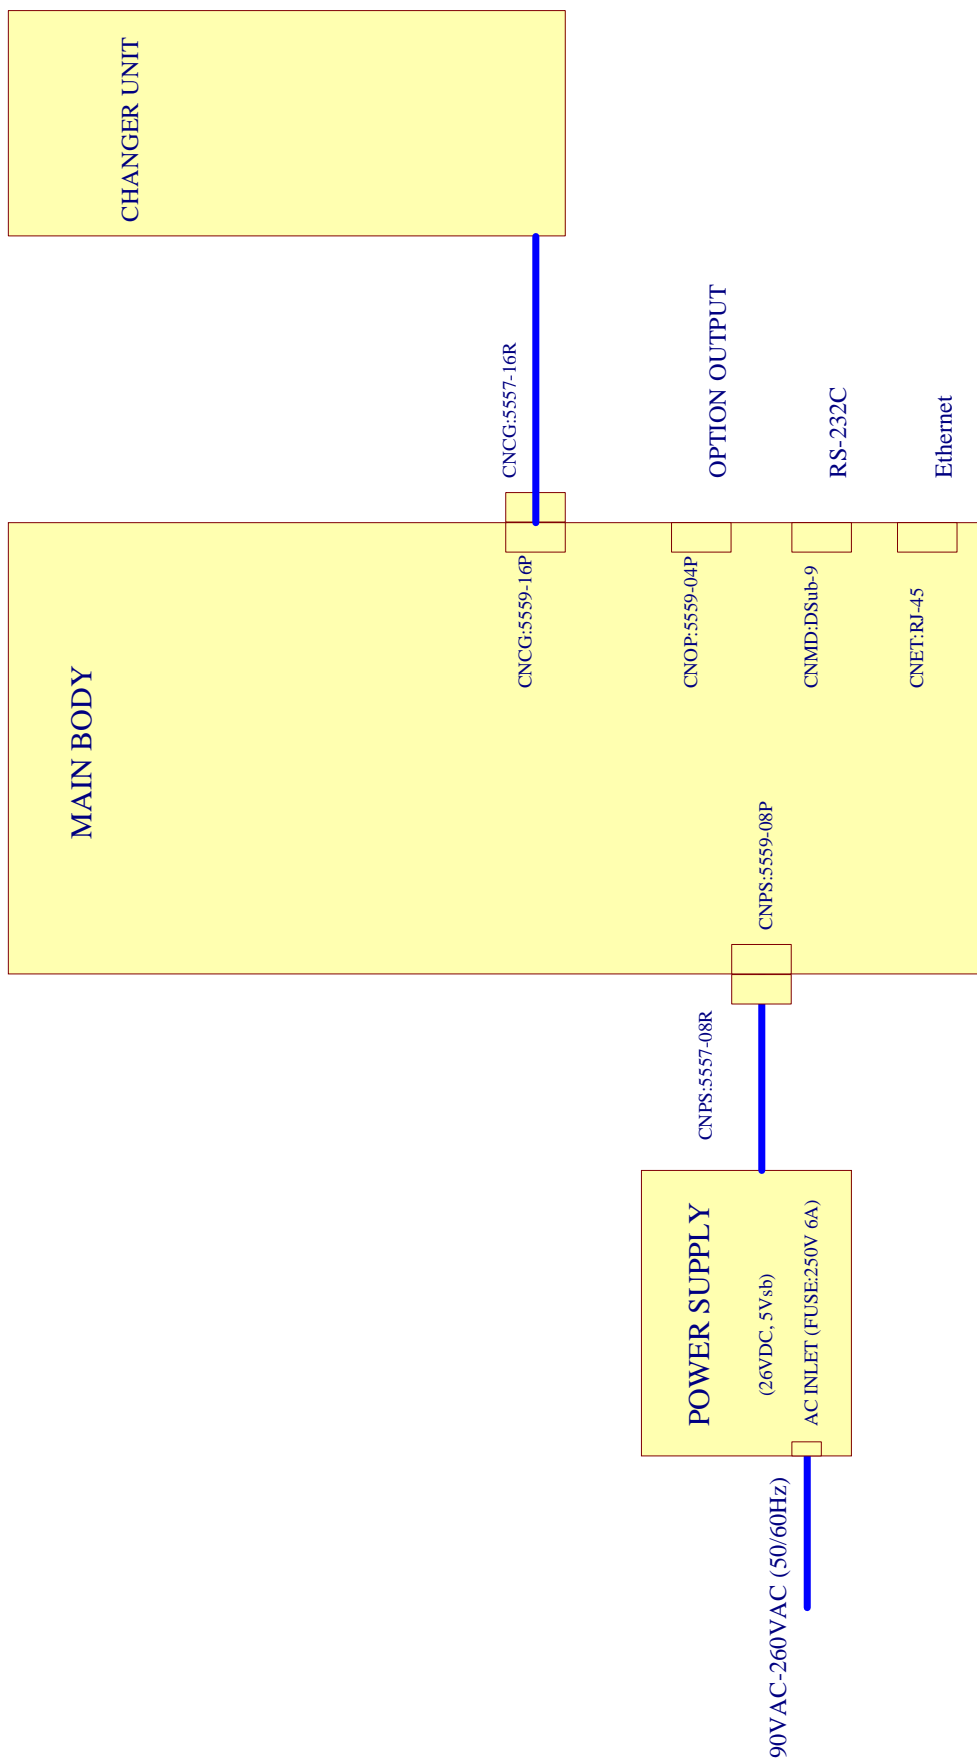 CHANGER UNIT
CNCG:5557-16R
OPTION OUTPUT
RS-232C
Ethernet
MAIN BODY
CNCG:5559-16P
CNOP:5559-04P
CNMD:DSub-9
CNET:RJ-45
CNPS:5559-08P
CNPS:5557-08R
POWER SUPPLY
(26VDC, 5Vsb)
AC INLET (FUSE:250V 6A)
90VAC-260VAC (50/60Hz)